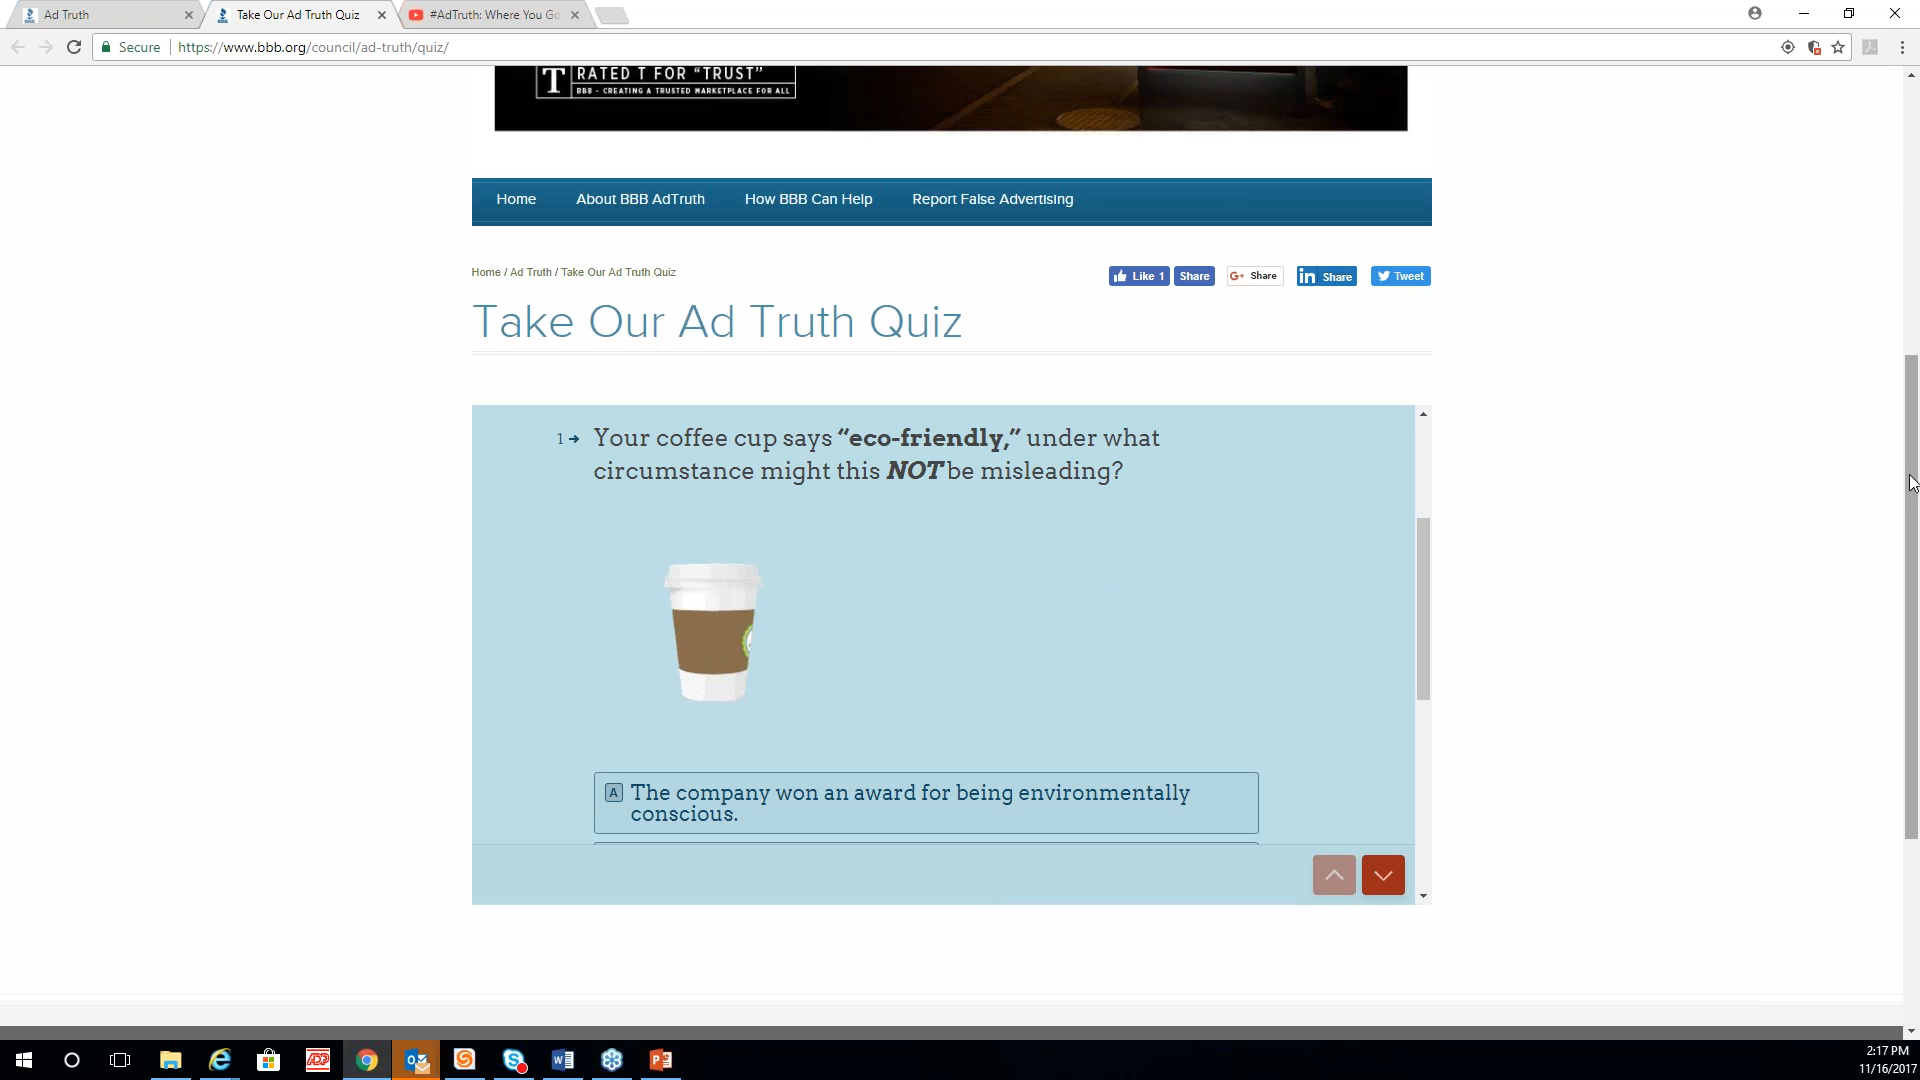 Ad Truth
Take Our Ad Truth Quiz
#AdTruth: Where You Go
Secure
https://www.bbb.org/council/ad-truth/quiz/
T
RATED T FOR “TRUST”
BBB - CREATING A TRUSTED MARKETPLACE FOR ALL
Home
About BBB AdTruth
How BBB Can Help
Report False Advertising
Home / Ad Truth / Take Our Ad Truth Quiz
Like 1
Share
G+ Share
in Share
Tweet
Take Our Ad Truth Quiz
1 Your coffee cup says “eco-friendly,” under what
circumstance might this NOT be misleading?
A The company won an award for being environmentally
conscious.
ADP
2:17 PM
11/16/2017